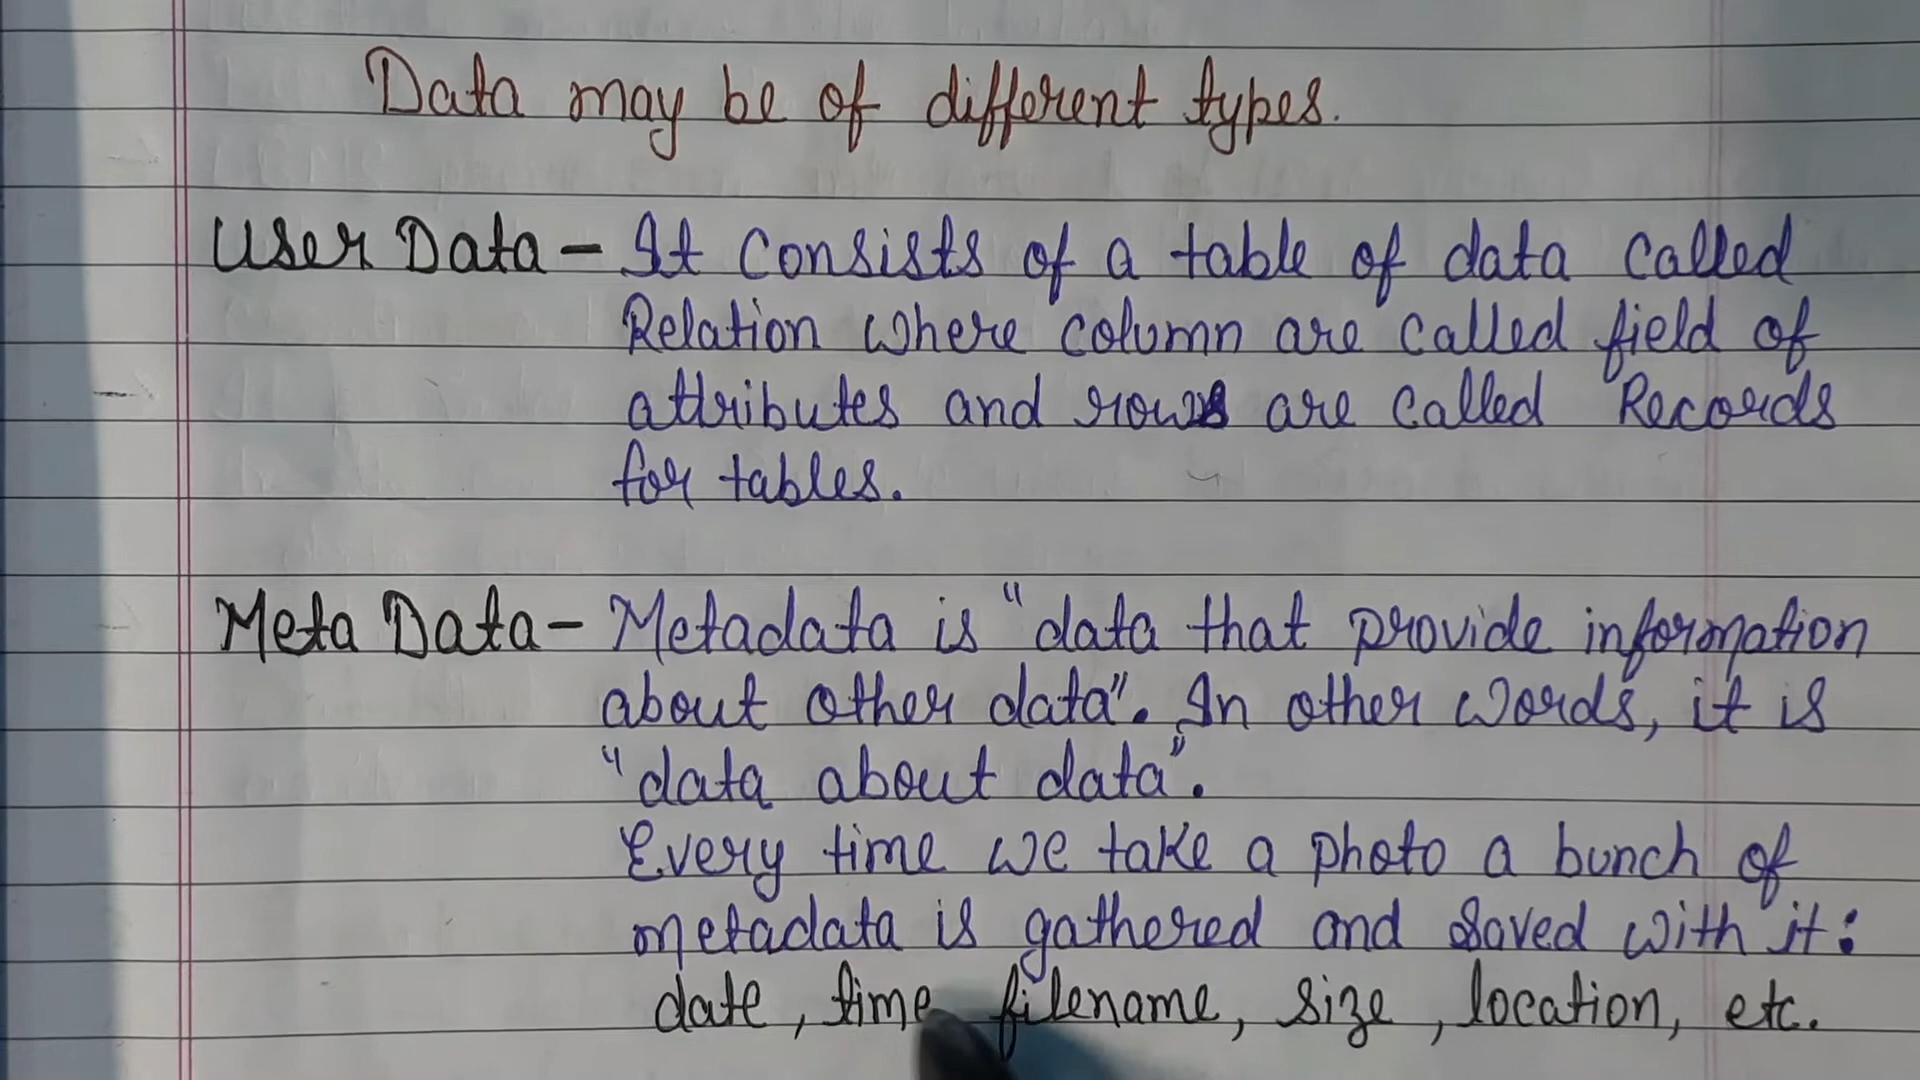 Data may be of different types.
User Data - It consists of a table of data called
Relation where column are called field of
attributes and rows are called Records
for tables.
Meta Data - Metadata is "data that provide information
about other data". In other words, it is
"data about data".
Every time we take a photo a bunch of
metadata is gathered and saved with it:
date, time filename, size, location, etc.